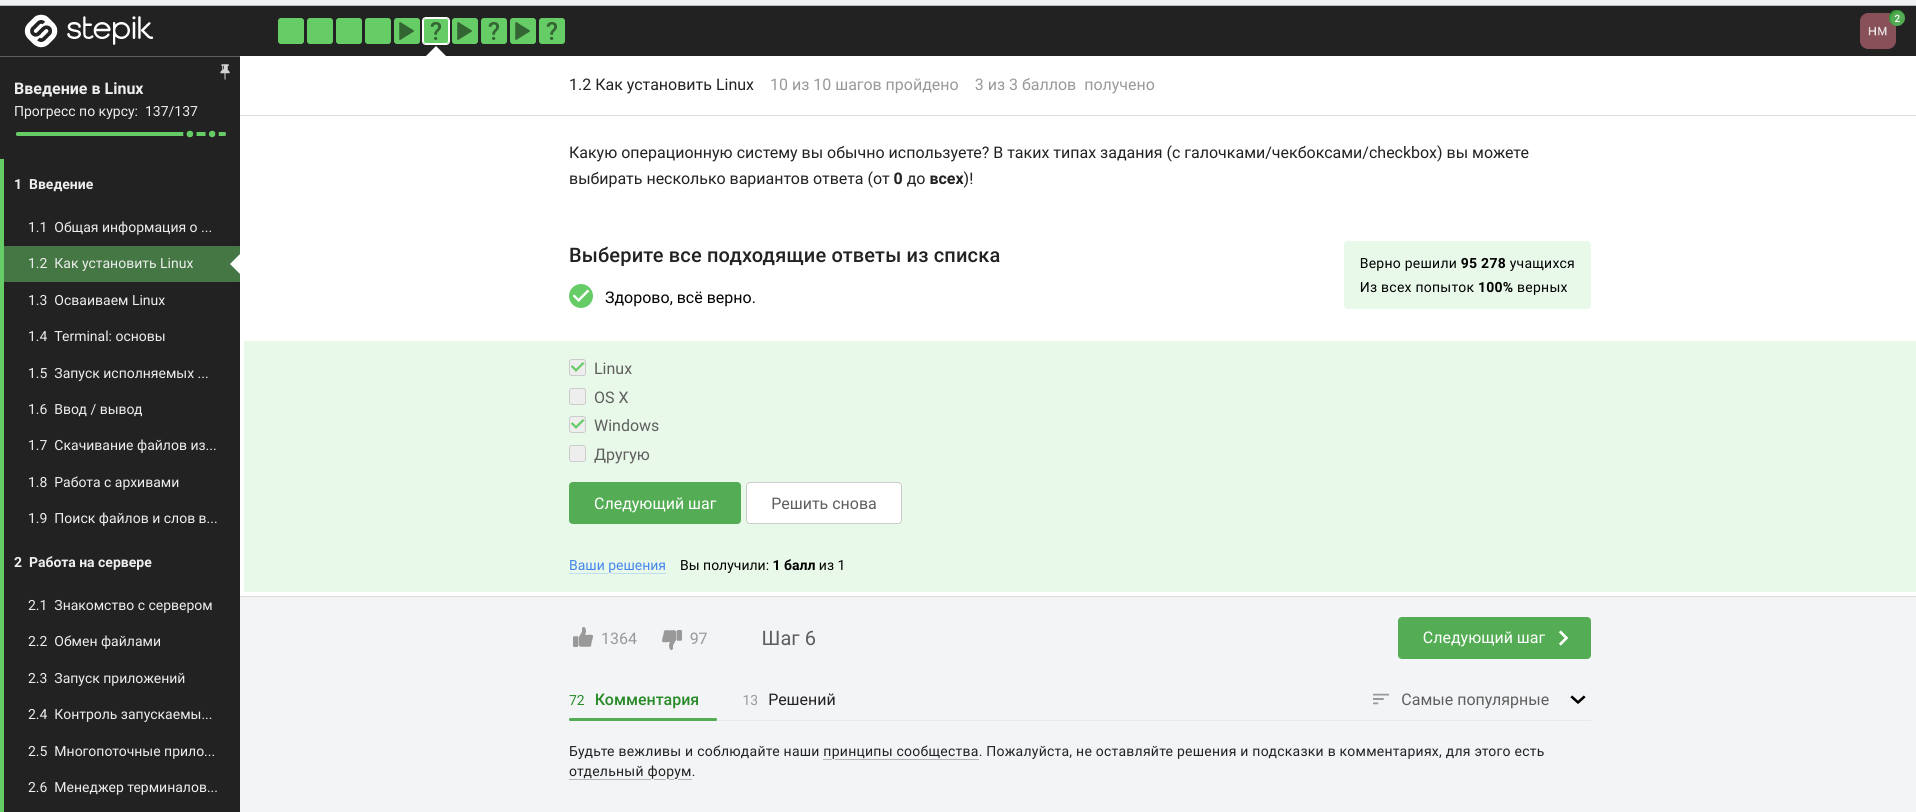 stepik
?
?
?
НМ
2
Введение в Linux
Прогресс по курсу: 137/137
1 Введение
1.1 Общая информация о ...
1.2 Как установить Linux
1.3 Осваиваем Linux
1.4 Terminal: основы
1.5 Запуск исполняемых ...
1.6 Ввод / вывод
1.7 Скачивание файлов из...
1.8 Работа с архивами
1.9 Поиск файлов и слов в...
2 Работа на сервере
2.1 Знакомство с сервером
2.2 Обмен файлами
2.3 Запуск приложений
2.4 Контроль запускаемы...
2.5 Многопоточные прило...
2.6 Менеджер терминалов...
1.2 Как установить Linux 10 из 10 шагов пройдено 3 из 3 баллов получено
Какую операционную систему вы обычно используете? В таких типах задания (с галочками/чекбоксами/checkbox) вы можете
выбирать несколько вариантов ответа (от 0 до всех)!
Выберите все подходящие ответы из списка
Здорово, всё верно.
Верно решили 95 278 учащихся
Из всех попыток 100% верных
Linux
OS X
Windows
Другую
Следующий шаг Решить снова
Ваши решения Вы получили: 1 балл из 1
1364 97 Шаг 6 Следующий шаг
72 Комментария 13 Решений Самые популярные
Будьте вежливы и соблюдайте наши принципы сообщества. Пожалуйста, не оставляйте решения и подсказки в комментариях, для этого есть
отдельный форум.